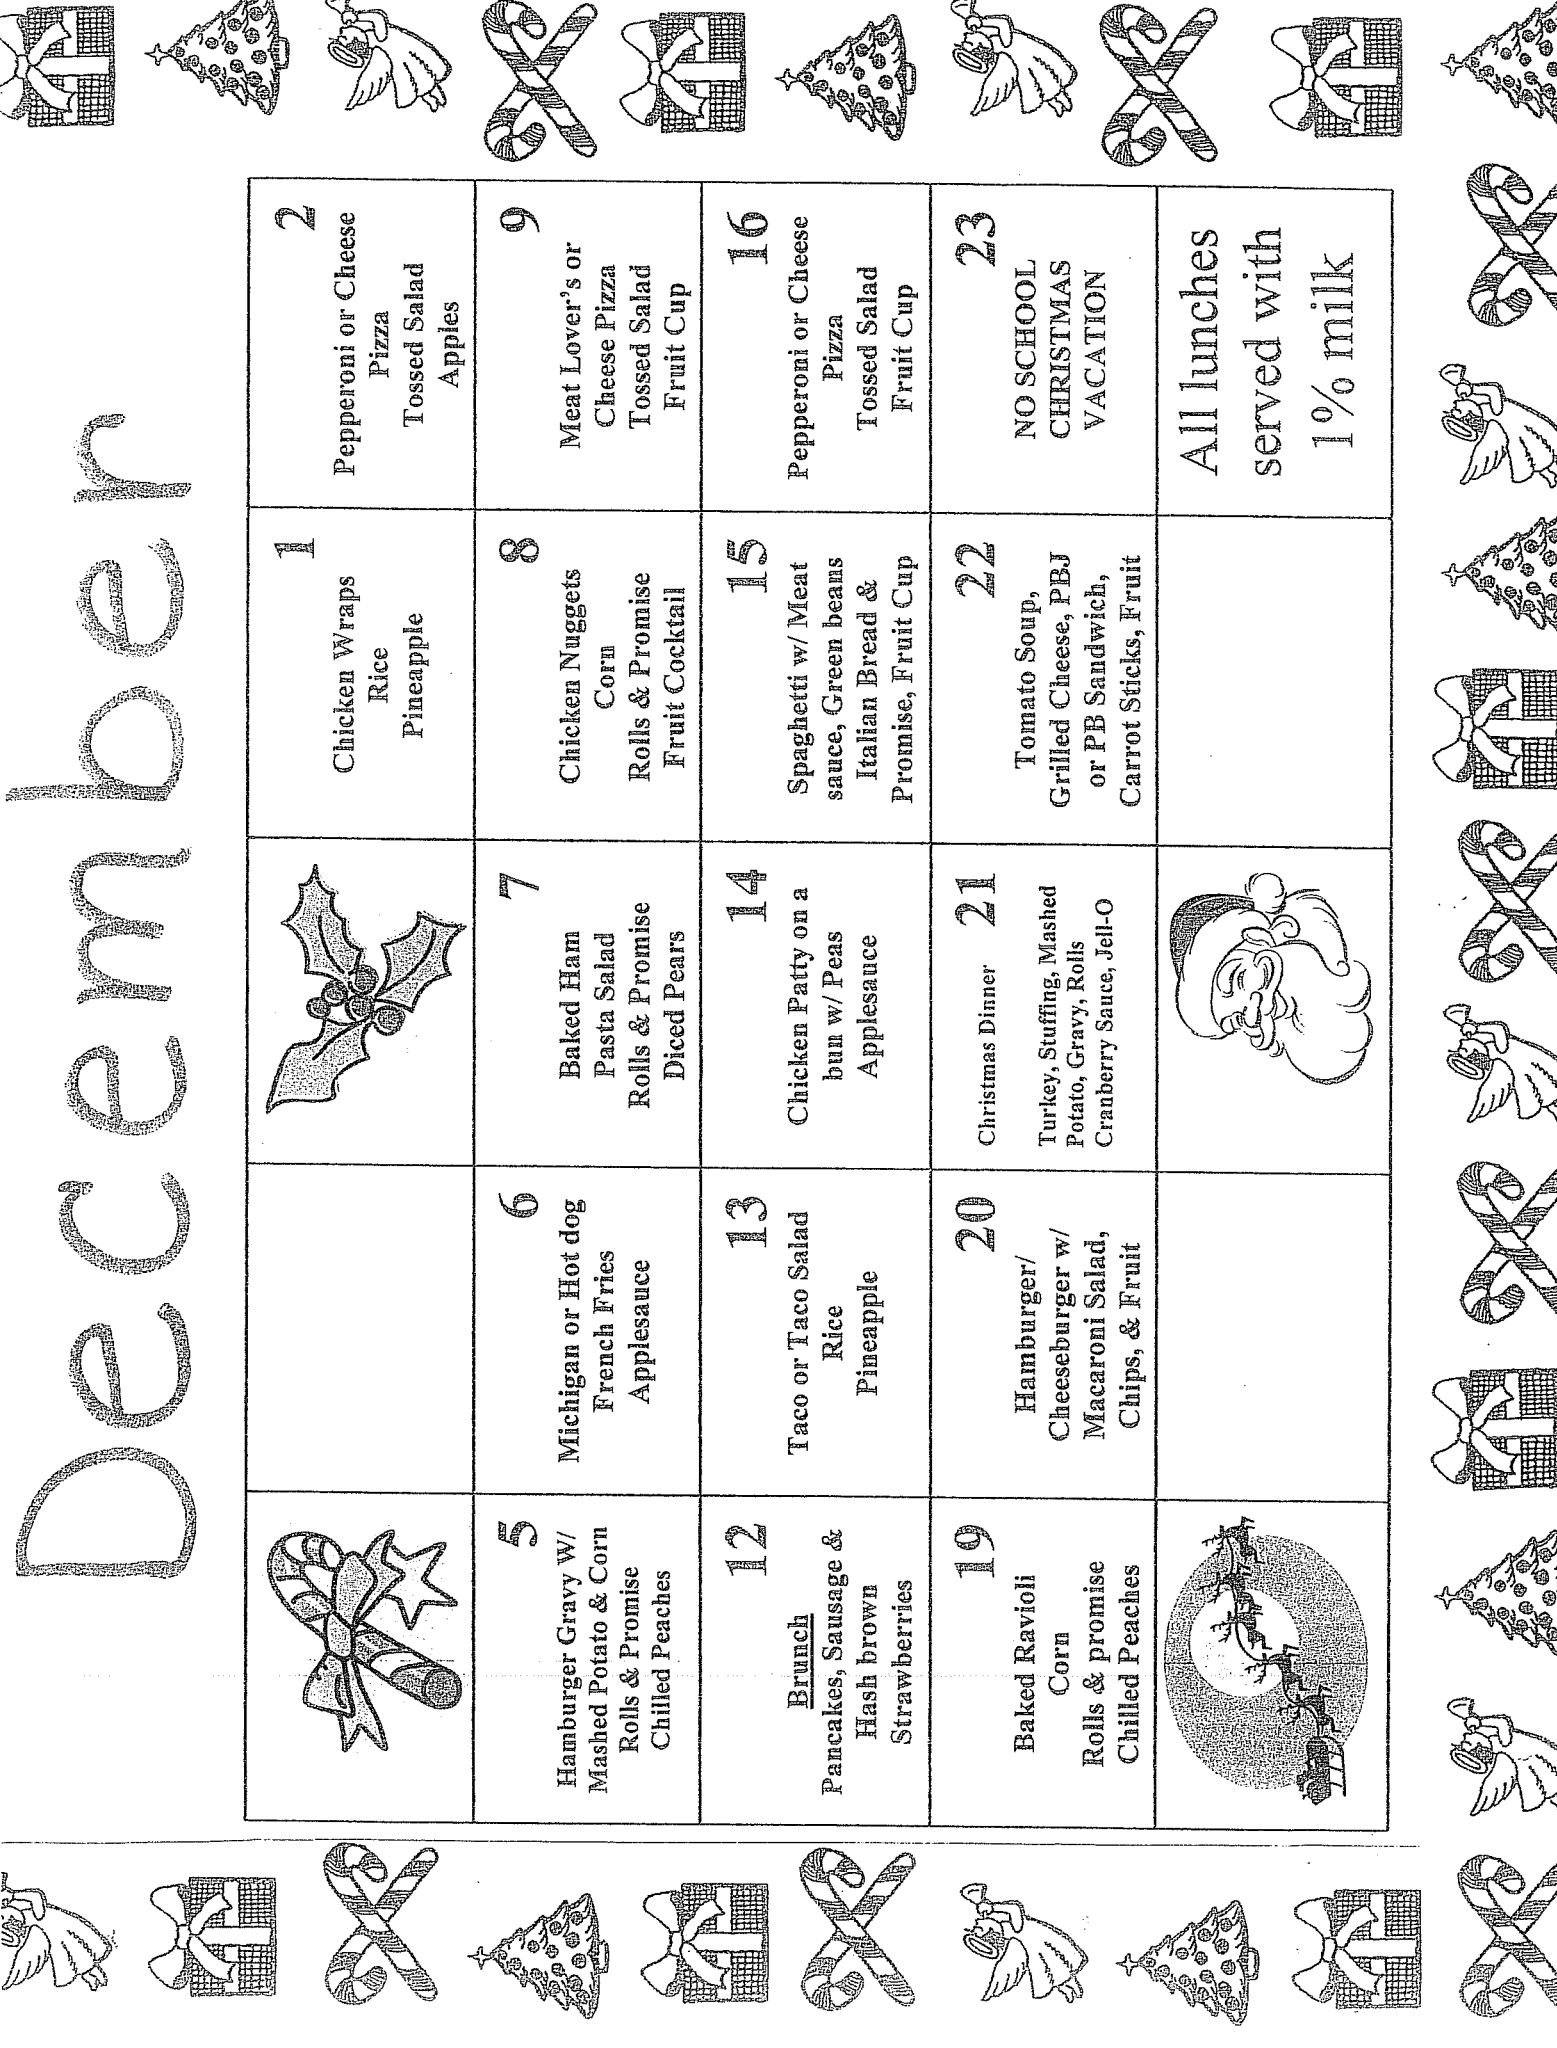 December
1
Chicken Wraps
Rice
Pineapple
2
Pepperoni or Cheese
Pizza
Tossed Salad
Apples
5
Hamburger Gravy W/
Mashed Potato & Corn
Rolls & Promise
Chilled Peaches
6
Michigan or Hot dog
French Fries
Applesauce
7
Baked Ham
Pasta Salad
Rolls & Promise
Diced Pears
8
Chicken Nuggets
Corn
Rolls & Promise
Fruit Cocktail
9
Meat Lover's or
Cheese Pizza
Tossed Salad
Fruit Cup
12
Brunch
Pancakes, Sausage &
Hash brown
Strawberries
13
Taco or Taco Salad
Rice
Pineapple
14
Chicken Patty on a
bun w/ Peas
Applesauce
15
Spaghetti w/ Meat
sauce, Green beans
Italian Bread &
Promise, Fruit Cup
16
Pepperoni or Cheese
Pizza
Tossed Salad
Fruit Cup
19
Baked Ravioli
Corn
Rolls & promise
Chilled Peaches
20
Hamburger/
Cheeseburger w/
Macaroni Salad,
Chips, & Fruit
Christmas Dinner 21
Turkey, Stuffing, Mashed
Potato, Gravy, Rolls
Cranberry Sauce, Jell-O
22
Tomato Soup,
Grilled Cheese, PBJ
or PB Sandwich,
Carrot Sticks, Fruit
23
NO SCHOOL
CHRISTMAS
VACATION
All lunches
served with
1% milk